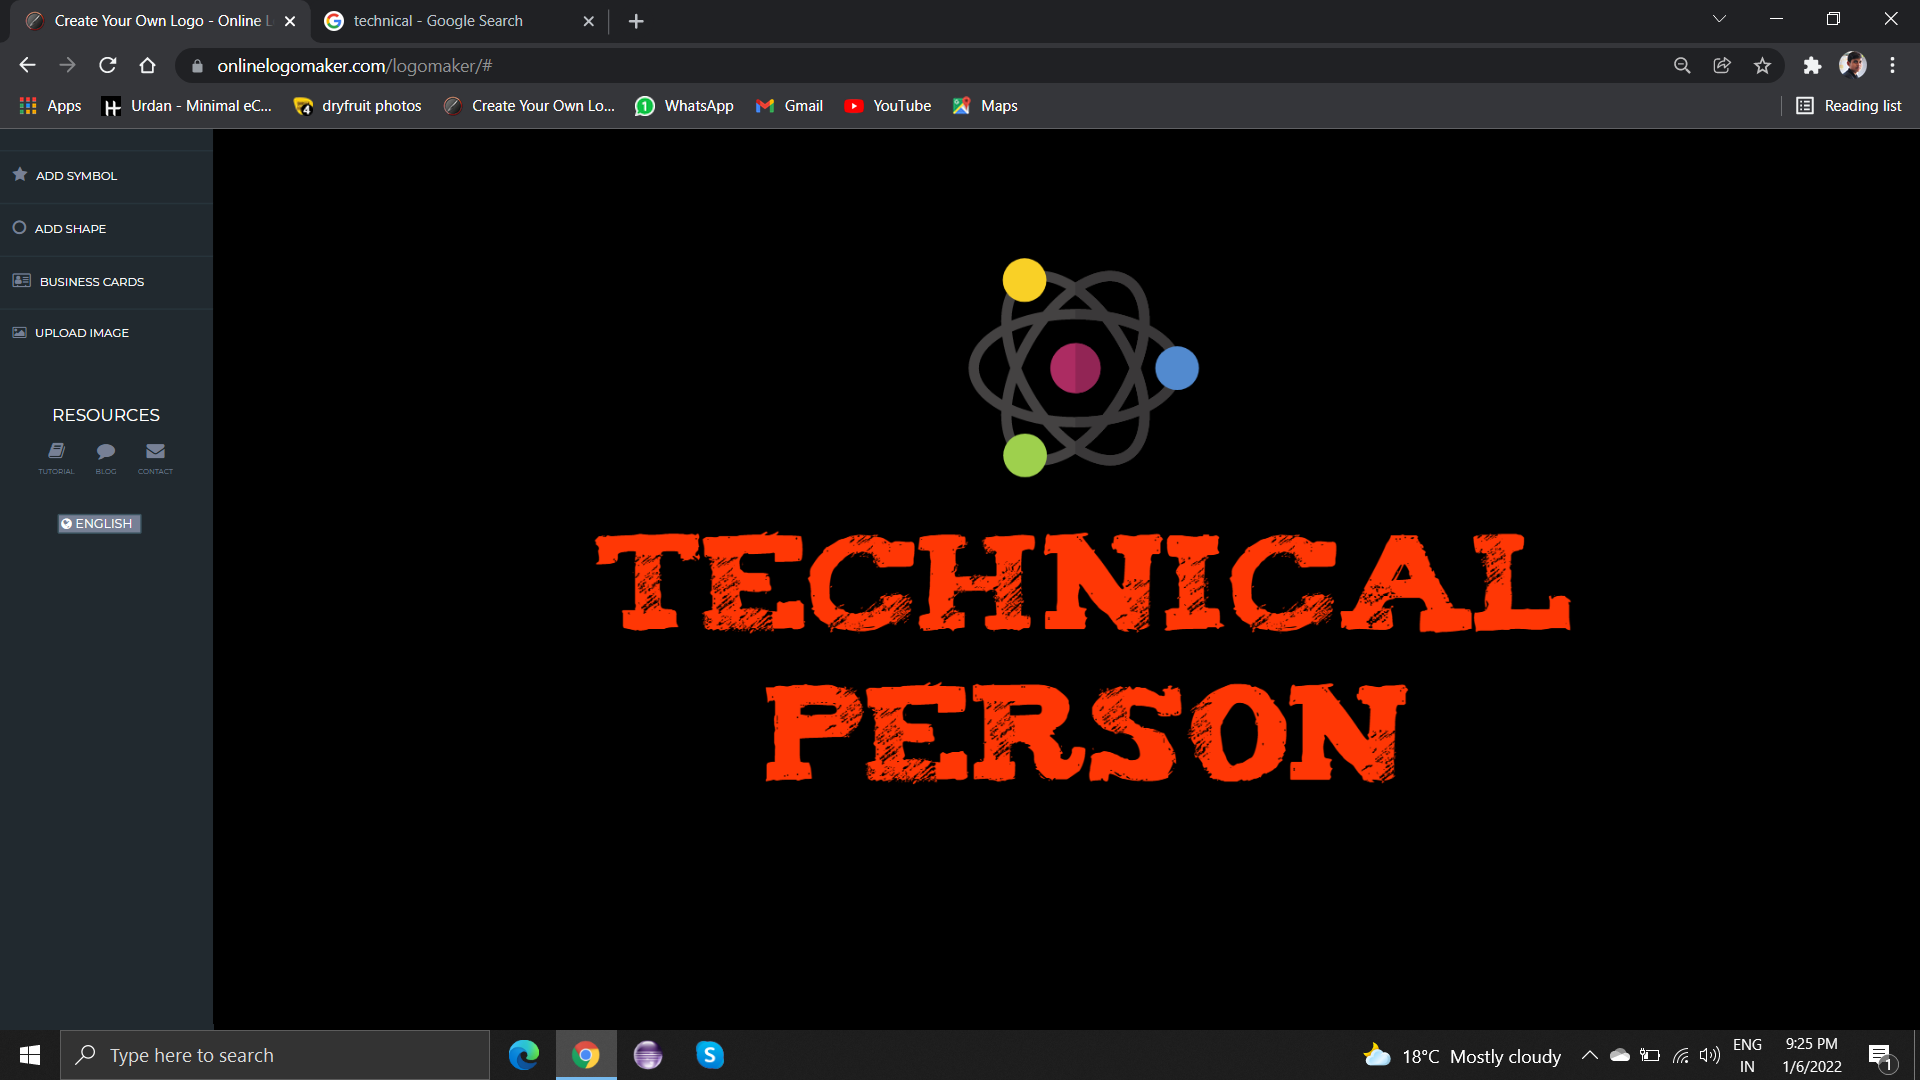 Create Your Own Logo - Online L
technical - Google Search
onlinelogomaker.com/logomaker/#
Apps
Urdan - Minimal eC...
dryfruit photos
Create Your Own Lo...
WhatsApp
Gmail
YouTube
Maps
Reading list
ADD SYMBOL
ADD SHAPE
BUSINESS CARDS
UPLOAD IMAGE
RESOURCES
TUTORIAL BLOG CONTACT
ENGLISH
TECHNICAL
PERSON
Type here to search
18°C Mostly cloudy
ENG
IN
9:25 PM
1/6/2022
1